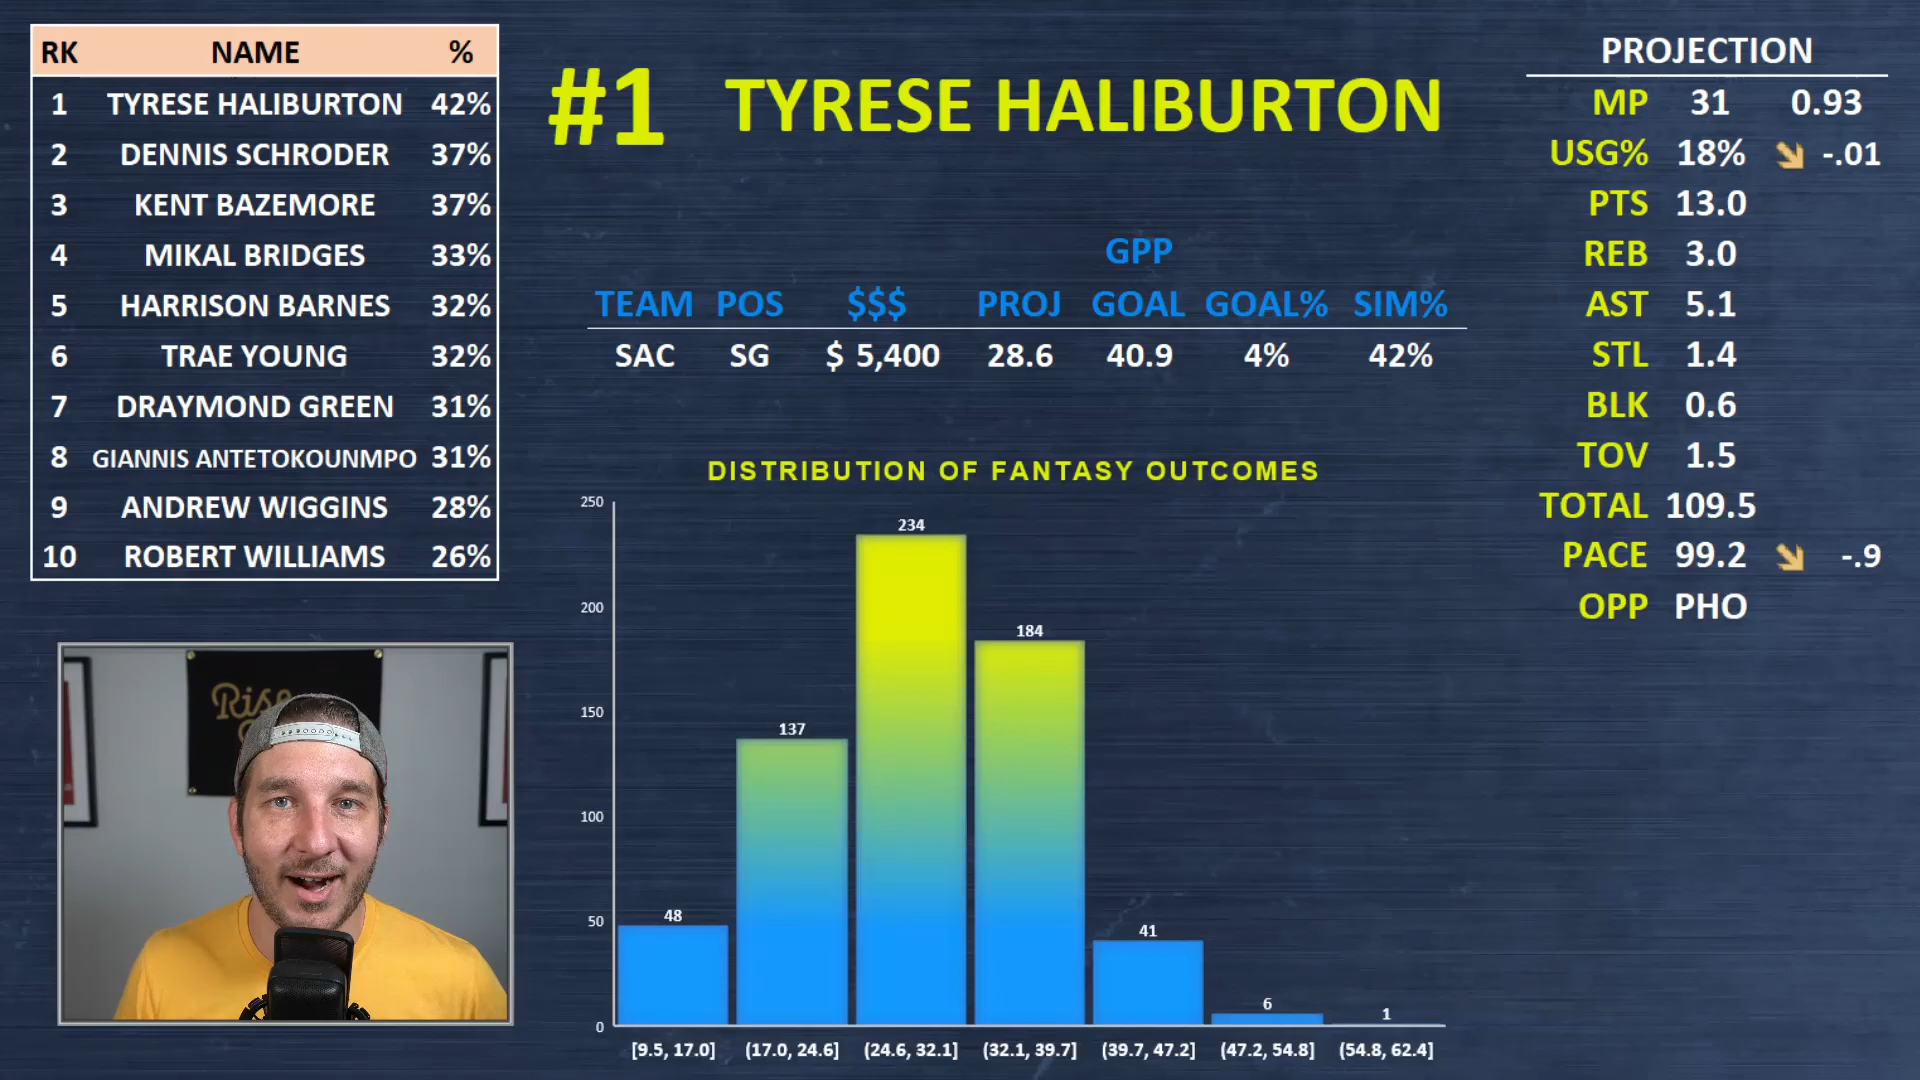 RK NAME %
1 TYRESE HALIBURTON 42%
2 DENNIS SCHRODER 37%
3 KENT BAZEMORE 37%
4 MIKAL BRIDGES 33%
5 HARRISON BARNES 32%
6 TRAE YOUNG 32%
7 DRAYMOND GREEN 31%
8 GIANNIS ANTETOKOUNMPO 31%
9 ANDREW WIGGINS 28%
10 ROBERT WILLIAMS 26%
#1 TYRESE HALIBURTON
GPP
TEAM POS $$$ PROJ GOAL GOAL% SIM%
SAC SG $ 5,400 28.6 40.9 4% 42%
PROJECTION
MP 31 0.93
USG% 18% -.01
PTS 13.0
REB 3.0
AST 5.1
STL 1.4
BLK 0.6
TOV 1.5
TOTAL 109.5
PACE 99.2 -.9
OPP PHO
DISTRIBUTION OF FANTASY OUTCOMES
250
200
150
100
50
0
48
137
234
184
41
6
1
[9.5, 17.0] (17.0, 24.6] (24.6, 32.1] (32.1, 39.7] (39.7, 47.2] (47.2, 54.8] (54.8, 62.4]
Rise